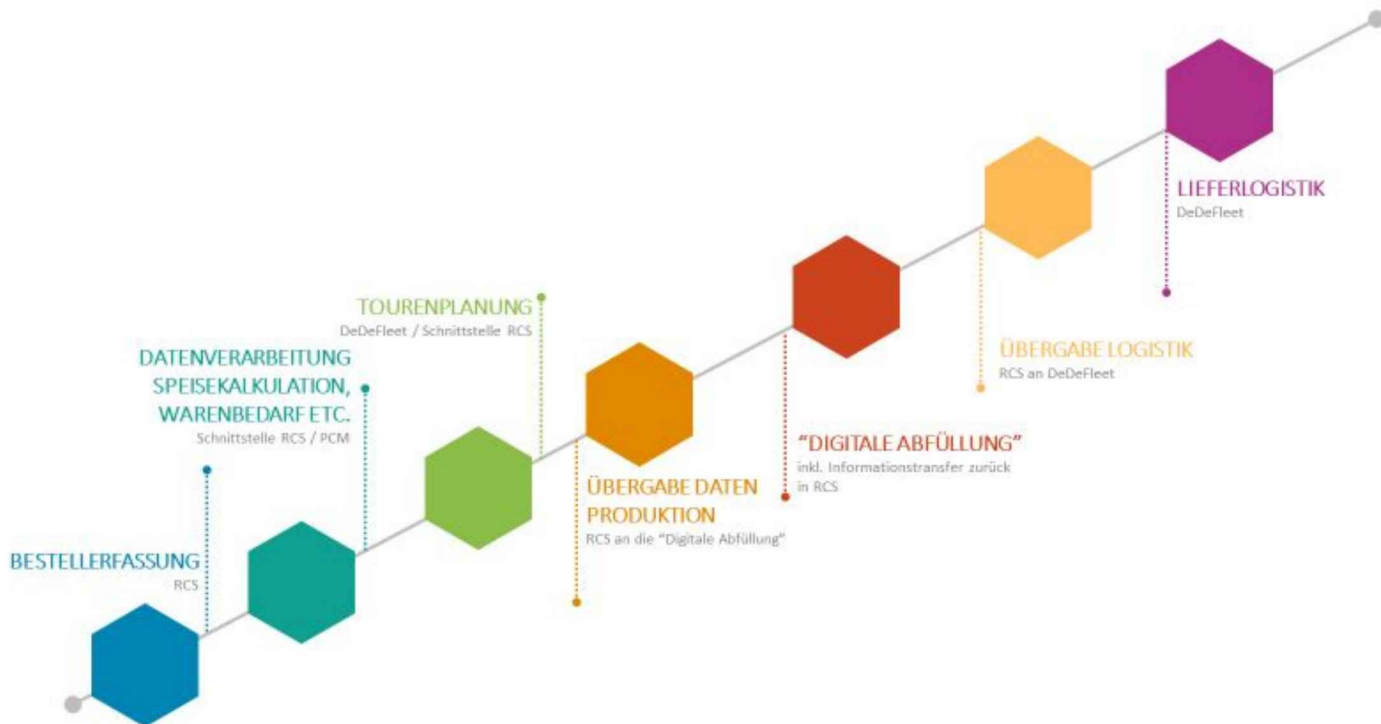 BESTELLERFASSUNG
RCS
DATENVERARBEITUNG
SPEISEKALKULATION,
WARENBEDARF ETC.
Schnittstelle RCS / PCM
TOURENPLANUNG
DeDeFleet / Schnittstelle RCS
ÜBERGABE DATEN
PRODUKTION
RCS an die "Digitale Abfüllung"
"DIGITALE ABFÜLLUNG"
inkl. Informationstransfer zurück
in RCS
ÜBERGABE LOGISTIK
RCS an DeDeFleet
LIEFERLOGISTIK
DeDeFleet